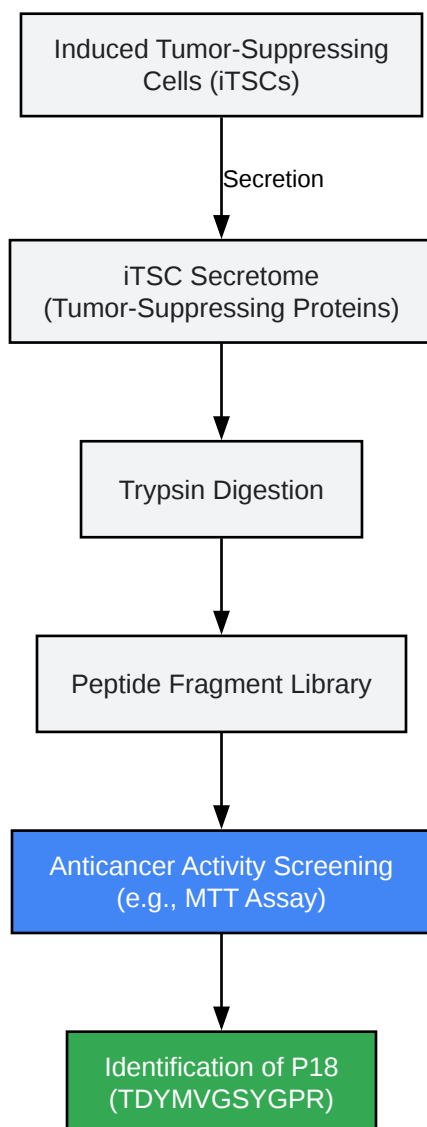 Induced Tumor-Suppressing
Cells (iTSCs)
Secretion
iTSC Secretome
(Tumor-Suppressing Proteins)
Trypsin Digestion
Peptide Fragment Library
Anticancer Activity Screening
(e.g., MTT Assay)
Identification of P18
(TDYMVGSYGPR)